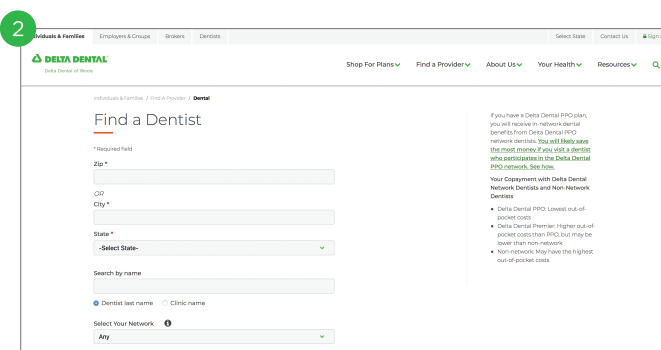 2
Individuals & Families Employers & Groups Brokers Dentists Select State Contact Us Sign
DELTA DENTAL
Delta Dental of Illinois
Shop For Plans Find a Provider About Us Your Health Resources
Individuals & Families / Find A Provider / Dental
Find a Dentist
* Required field
Zip *
OR
City *
State *
-Select State-
Search by name
Dentist last name Clinic name
Select Your Network
Any
If you have a Delta Dental PPO plan,
you will receive in-network dental
benefits from Delta Dental PPO
network dentists. You will likely save
the most money if you visit a dentist
who participates in the Delta Dental
PPO network. See how.
Your Copayment with Delta Dental
Network Dentists and Non-Network
Dentists
Delta Dental PPO: Lowest out-of-
pocket costs
Delta Dental Premier: Higher out-of-
pocket costs than PPO, but may be
lower than non-network
Non-network: May have the highest
out-of-pocket costs